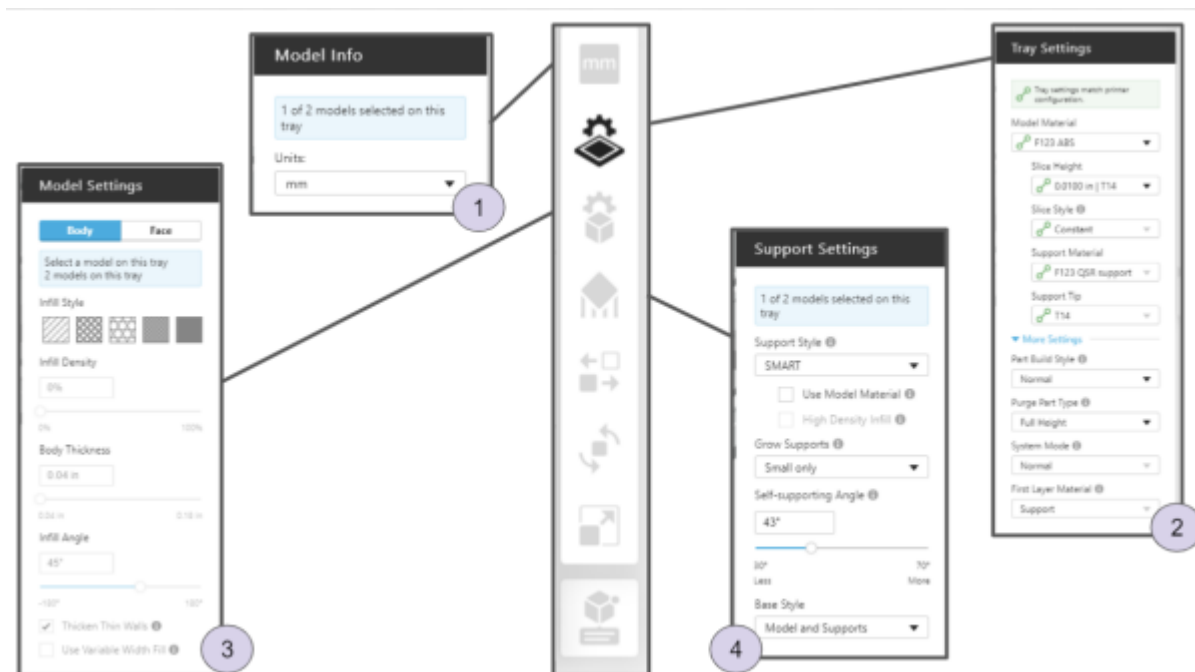 Model Info
1 of 2 models selected on this
tray
Units:
mm
1
mm
Tray Settings
Tray settings match printer
configuration.
Model Material
F123 ABS
Slice Height
0.0100 in | T14
Slice Style
Constant
Support Material
F123 QSR support
Support Tip
T14
More Settings
Part Build Style
Normal
Purge Part Type
Full Height
System Mode
Normal
First Layer Material
Support
2
Model Settings
Body Face
Select a model on this tray
2 models on this tray
Infill Style
Infill Density
0%
0% 100%
Body Thickness
0.04 in
0.04 in 0.18 in
Infill Angle
45°
-180° 180°
Thicken Thin Walls
Use Variable Width Fill
3
Support Settings
1 of 2 models selected on this
tray
Support Style
SMART
Use Model Material
High Density Infill
Grow Supports
Small only
Self-supporting Angle
43°
30° 70°
Less More
Base Style
Model and Supports
4